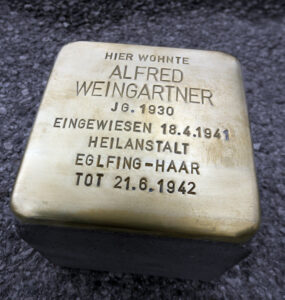 HIER WOHNTE
ALFRED
WEINGARTNER
JG. 1930
EINGEWIESEN 18.4.1941
HEILANSTALT
EGLFING-HAAR
TOT 21.6.1942